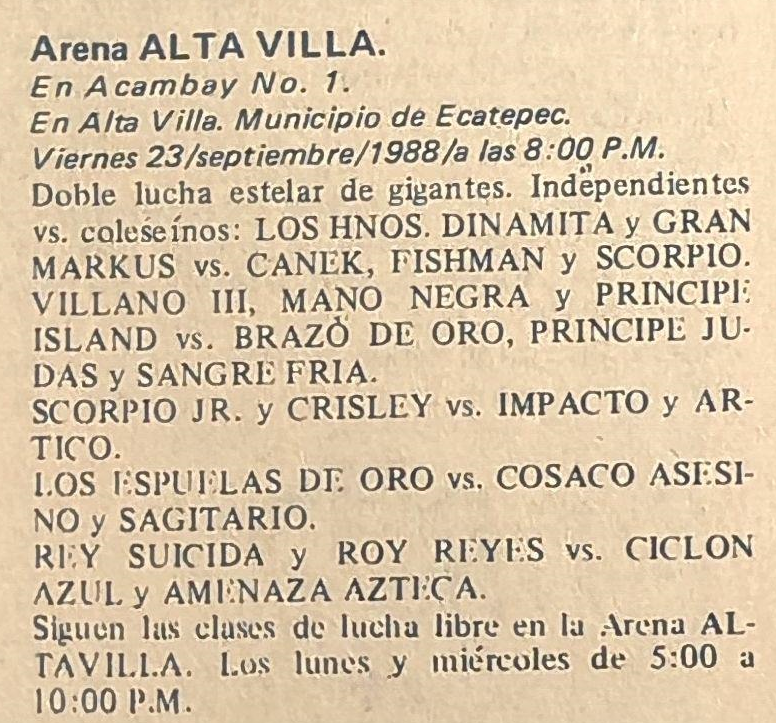 Arena ALTA VILLA.
En Acambay No. 1.
En Alta Villa. Municipio de Ecatepec.
Viernes 23/septiembre/1988/a las 8:00 P.M.
Doble lucha estelar de gigantes. Independientes
vs. coleseínos: LOS HNOS. DINAMITA y GRAN
MARKUS vs. CANEK, FISHMAN y SCORPIO.
VILLANO III, MANO NEGRA y PRINCIPE
ISLAND vs. BRAZO DE ORO, PRINCIPE JU-
DAS y SANGRE FRIA.
SCORPIO JR. y CRISLEY vs. IMPACTO y AR-
TICO.
LOS ESPUELAS DE ORO vs. COSACO ASESI-
NO y SAGITARIO.
REY SUICIDA y ROY REYES vs. CICLON
AZUL y AMENAZA AZTECA.
Siguen las clases de lucha libre en la Arena AL-
TAVILLA. Los lunes y miércoles de 5:00 a
10:00 P.M.